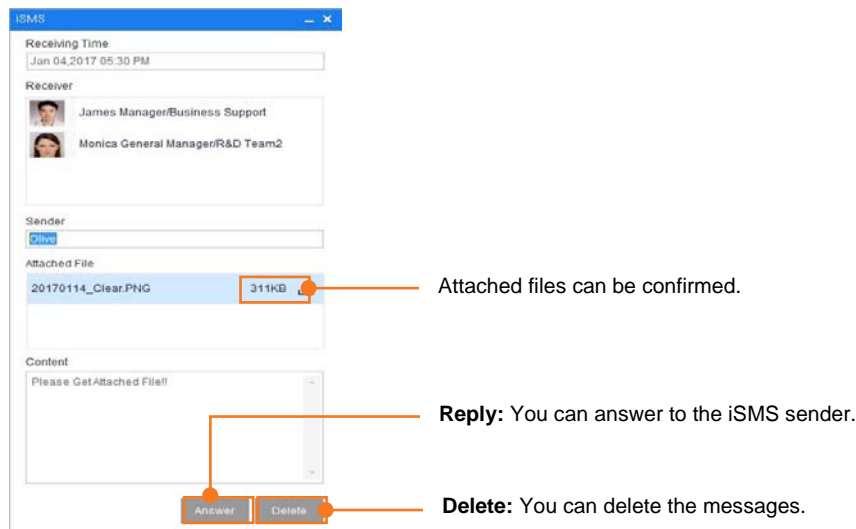 iSMS
Receiving Time
Jan 04,2017 05:30 PM
Receiver
James Manager/Business Support
Monica General Manager/R&D Team2
Sender
Olive
Attached File
20170114_Clear.PNG 311KB
Attached files can be confirmed.
Content
Please Get Attached File!!
Reply: You can answer to the iSMS sender.
Answer Delete
Delete: You can delete the messages.